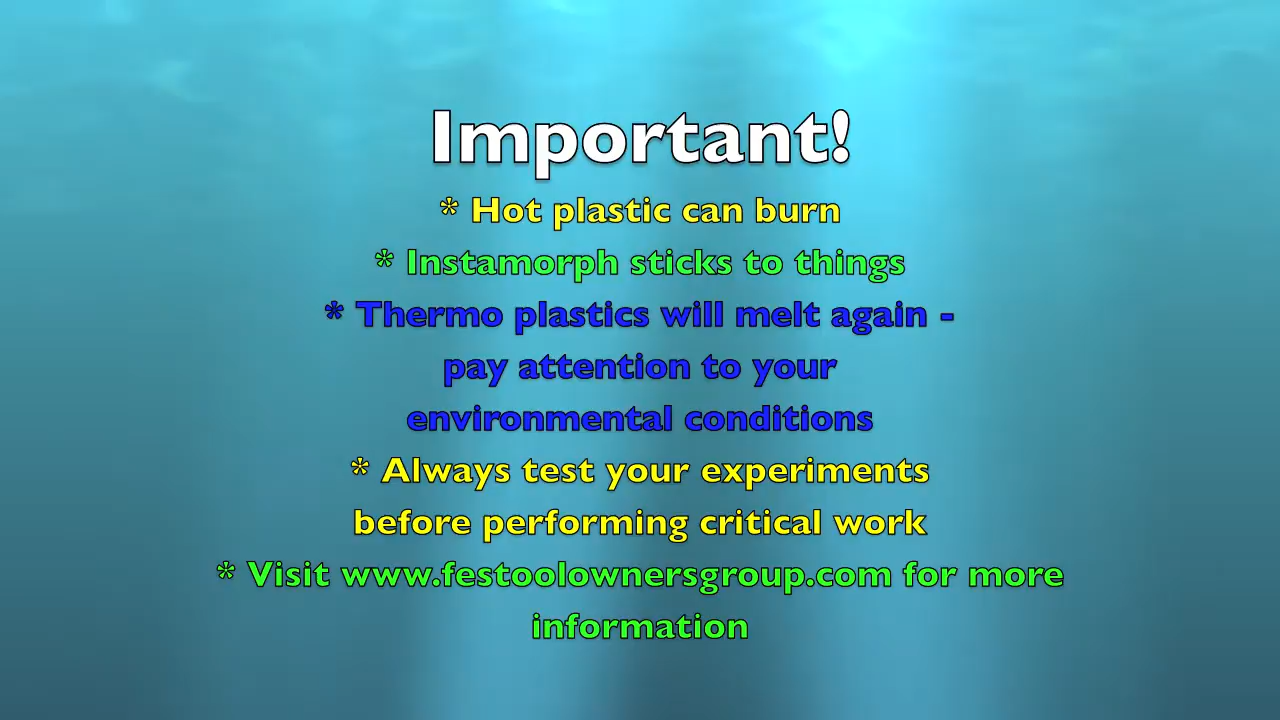 Important!
* Hot plastic can burn
* Instamorph sticks to things
* Thermo plastics will melt again -
pay attention to your
environmental conditions
* Always test your experiments
before performing critical work
* Visit www.festoolownersgroup.com for more
information